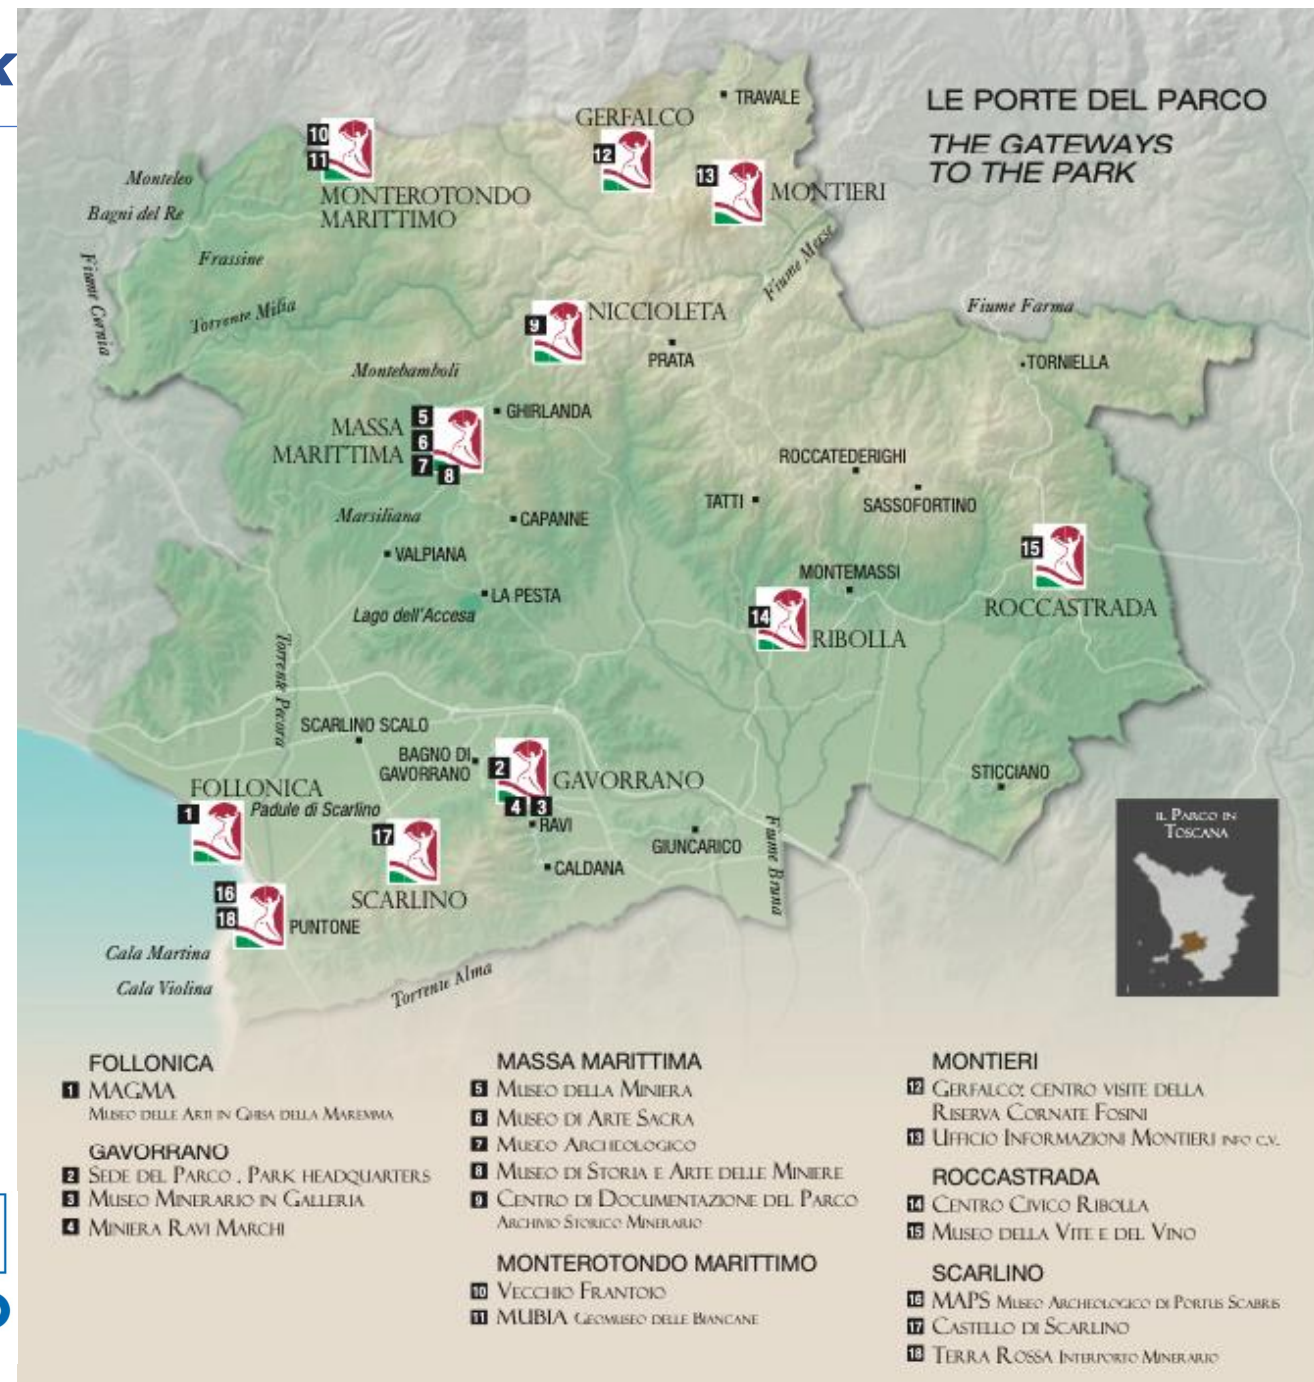 LE PORTE DEL PARCO
THE GATEWAYS
TO THE PARK
TRAVALE
GERFALCO
10
11
12
13
MONTIERI
MONTEROTONDO
MARITTIMO
Monteleo
Bagni del Re
Frassine
Fiume Cornia
Torrente Milia
Fiume Merse
Fiume Farma
9
NICCIOLETA
PRATA
TORNIELLA
Montebamboli
GHIRLANDA
MASSA
MARITTIMA
5
6
7
8
ROCCATEDERIGHI
TATTI
SASSOFORTINO
Marsiliana
CAPANNE
VALPIANA
15
ROCCASTRADA
MONTEMASSI
LA PESTA
Lago dell'Accesa
14
RIBOLLA
Torrente Pecora
SCARLINO SCALO
BAGNO DI
GAVORRANO
2
GAVORRANO
4
3
RAVI
STICCIANO
FOLLONICA
1
Padule di Scarlino
17
SCARLINO
GIUNCARICO
CALDANA
Fiume Bruna
16
18
PUNTONE
Cala Martina
Cala Violina
Torrente Alma
IL PARCO IN
TOSCANA
FOLLONICA
1 MAGMA
MUSEO DELLE ARTI IN GHISA DELLA MAREMMA
GAVORRANO
2 SEDE DEL PARCO . PARK HEADQUARTERS
3 MUSEO MINERARIO IN GALLERIA
4 MINIERA RAVI MARCHI
MASSA MARITTIMA
5 MUSEO DELLA MINIERA
6 MUSEO DI ARTE SACRA
7 MUSEO ARCHEOLOGICO
8 MUSEO DI STORIA E ARTE DELLE MINIERE
9 CENTRO DI DOCUMENTAZIONE DEL PARCO
ARCHIVIO STORICO MINERARIO
MONTEROTONDO MARITTIMO
10 VECCHIO FRANTOIO
11 MUBIA GEOMUSEO DELLE BIANCANE
MONTIERI
12 GERFALCO: CENTRO VISITE DELLA
RISERVA CORNATE FOSINI
13 UFFICIO INFORMAZIONI MONTIERI INFO C.V.
ROCCASTRADA
14 CENTRO CIVICO RIBOLLA
15 MUSEO DELLA VITE E DEL VINO
SCARLINO
16 MAPS MUSEO ARCHEOLOGICO DI PORTUS SCABRIS
17 CASTELLO DI SCARLINO
18 TERRA ROSSA INTERPORTO MINERARIO